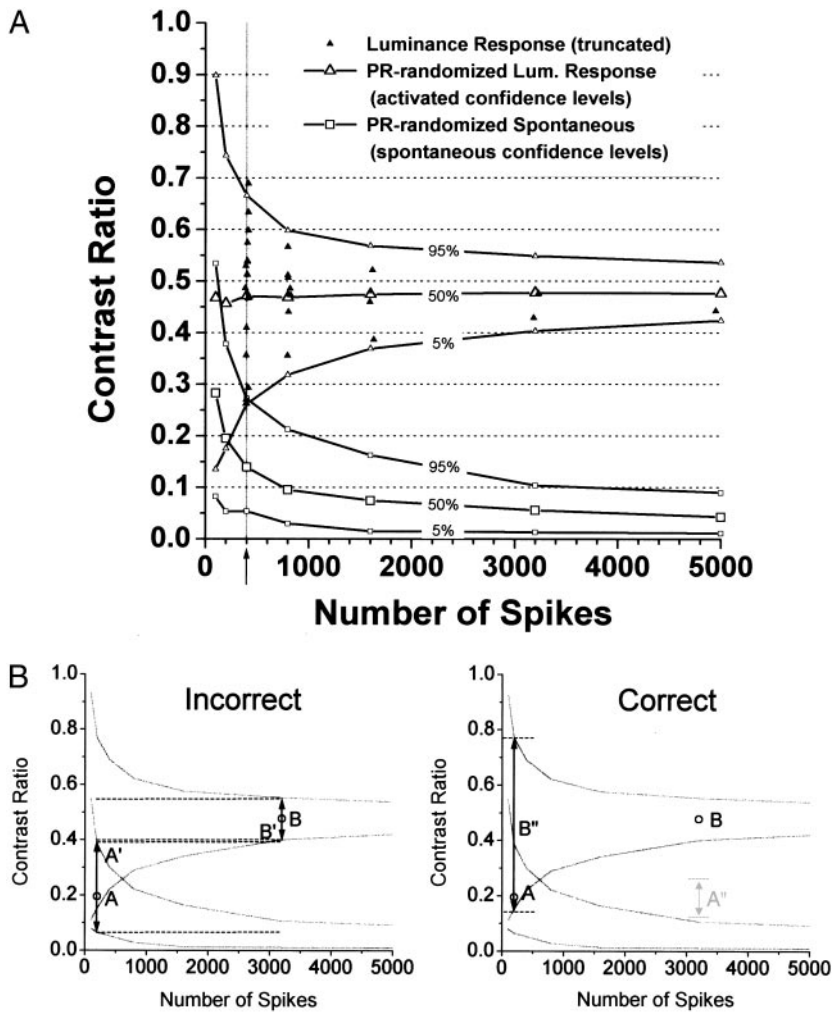 A
1.0
0.9
0.8
0.7
0.6
0.5
0.4
0.3
0.2
0.1
0.0
Contrast Ratio
Luminance Response (truncated)
PR-randomized Lum. Response
(activated confidence levels)
PR-randomized Spontaneous
(spontaneous confidence levels)
95%
50%
5%
95%
50%
5%
0 1000 2000 3000 4000 5000
Number of Spikes
B
Incorrect
1.0
0.8
0.6
0.4
0.2
0.0
Contrast Ratio
A'
A
B'
B
0 1000 2000 3000 4000 5000
Number of Spikes
Correct
1.0
0.8
0.6
0.4
0.2
0.0
Contrast Ratio
B"
A
B
A"
0 1000 2000 3000 4000 5000
Number of Spikes